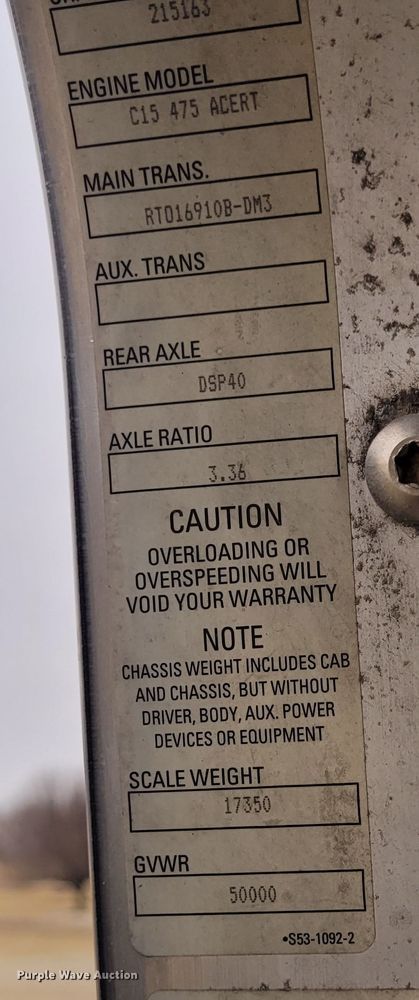 215163
ENGINE MODEL
C15 475 ACERT
MAIN TRANS.
RTO16910B-DM3
AUX. TRANS
REAR AXLE
DSP40
AXLE RATIO
3.36
CAUTION
OVERLOADING OR
OVERSPEEDING WILL
VOID YOUR WARRANTY
NOTE
CHASSIS WEIGHT INCLUDES CAB
AND CHASSIS, BUT WITHOUT
DRIVER, BODY, AUX. POWER
DEVICES OR EQUIPMENT
SCALE WEIGHT
17350
GVWR
50000
•S53-1092-2
Purple Wave Auction